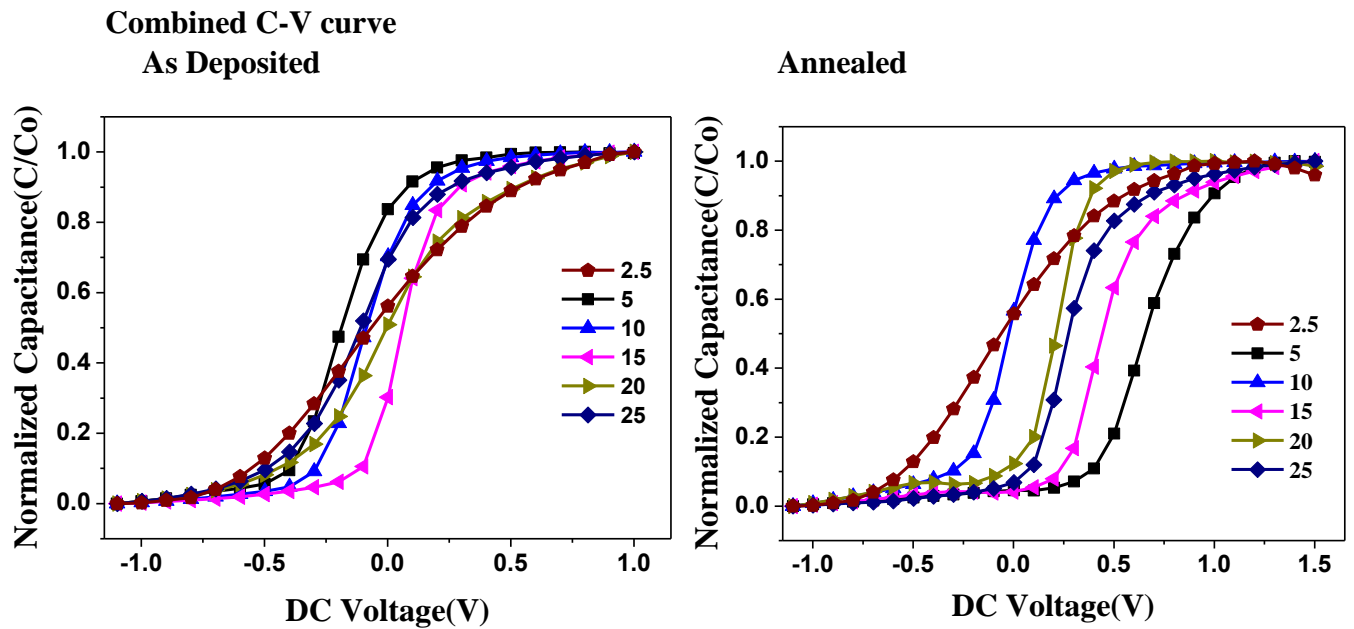 Combined C-V curve
As Deposited
Annealed
Normalized Capacitance(C/Co)
1.0
0.8
0.6
0.4
0.2
0.0
-1.0 -0.5 0.0 0.5 1.0
DC Voltage(V)
2.5
5
10
15
20
25
Normalized Capacitance(C/Co)
1.0
0.8
0.6
0.4
0.2
0.0
-1.0 -0.5 0.0 0.5 1.0 1.5
DC Voltage(V)
2.5
5
10
15
20
25